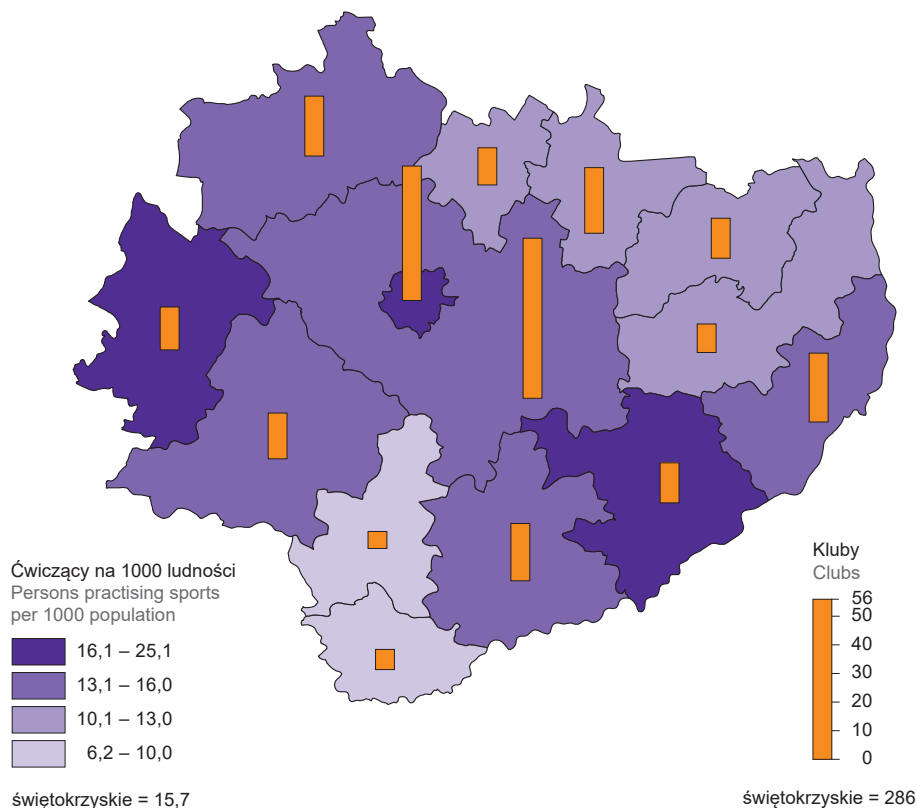 Ćwiczący na 1000 ludności
Persons practising sports
per 1000 population
16,1 – 25,1
13,1 – 16,0
10,1 – 13,0
6,2 – 10,0
świętokrzyskie = 15,7
Kluby
Clubs
56
50
40
30
20
10
0
świętokrzyskie = 286